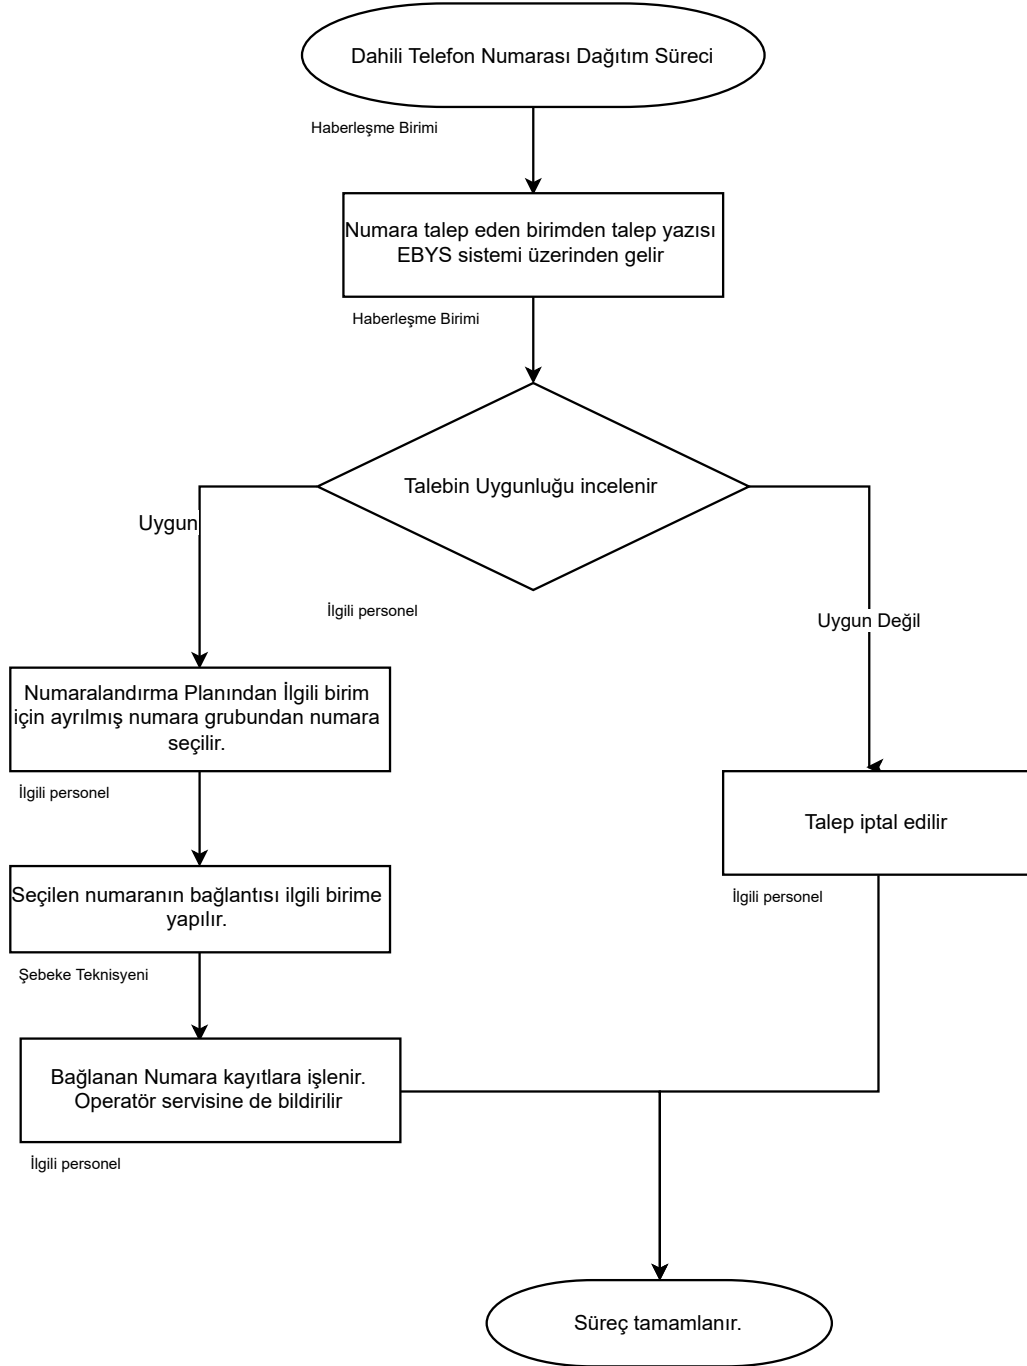 Dahili Telefon Numarası Dağıtım Süreci
Haberleşme Birimi
Numara talep eden birimden talep yazısı
EBYS sistemi üzerinden gelir
Haberleşme Birimi
Talebin Uygunluğu incelenir
Uygun
İlgili personel
Uygun Değil
Numaralandırma Planından İlgili birim
için ayrılmış numara grubundan numara
seçilir.
İlgili personel
Talep iptal edilir
İlgili personel
Seçilen numaranın bağlantısı ilgili birime
yapılır.
Şebeke Teknisyeni
Bağlanan Numara kayıtlara işlenir.
Operatör servisine de bildirilir
İlgili personel
Süreç tamamlanır.